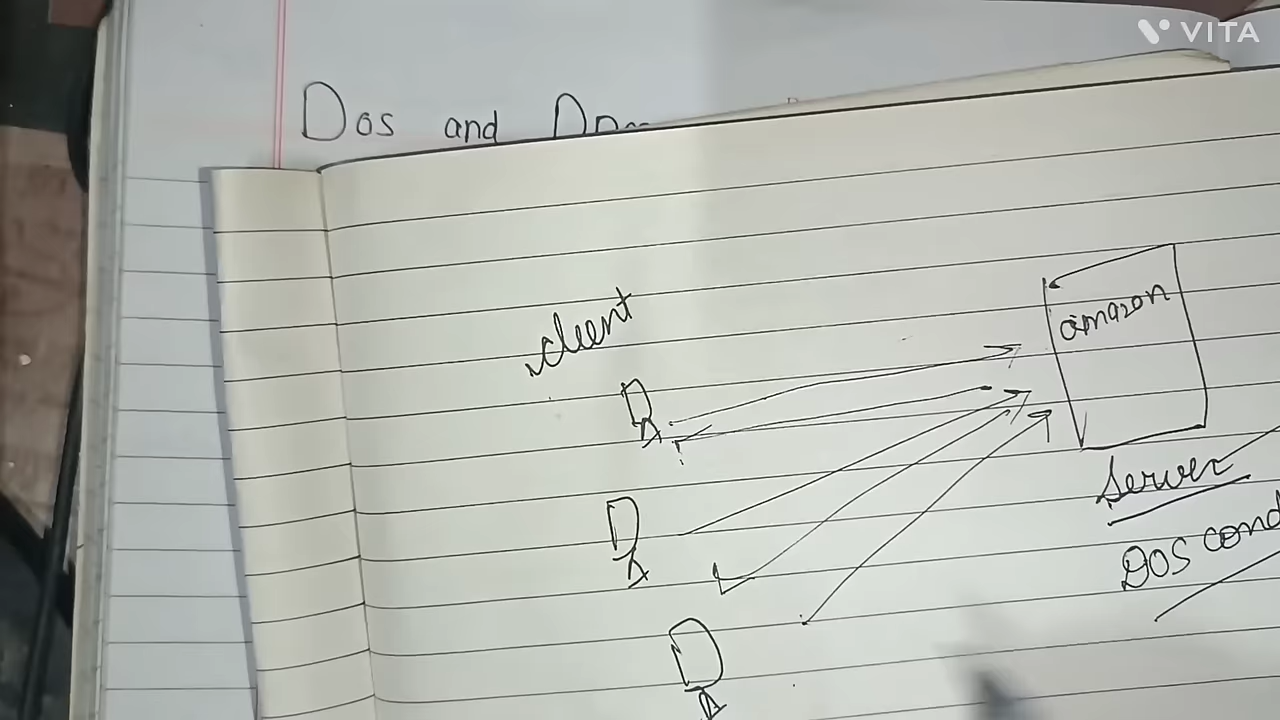 VITA
Dos and
client
amazon
Server
DOS cond